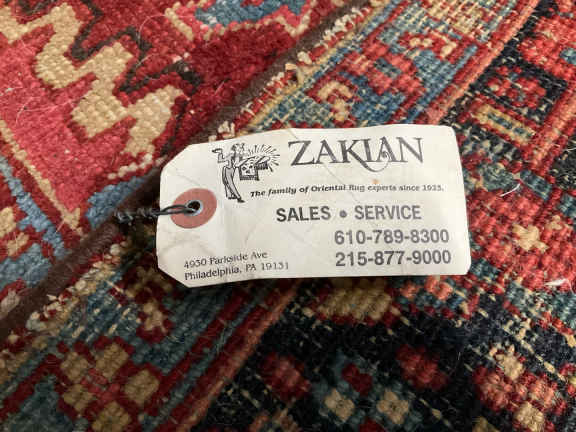 ZAKIAN
The family of Oriental Rug experts since 1925.
SALES • SERVICE
610-789-8300
215-877-9000
4930 Parkside Ave
Philadelphia, PA 19131